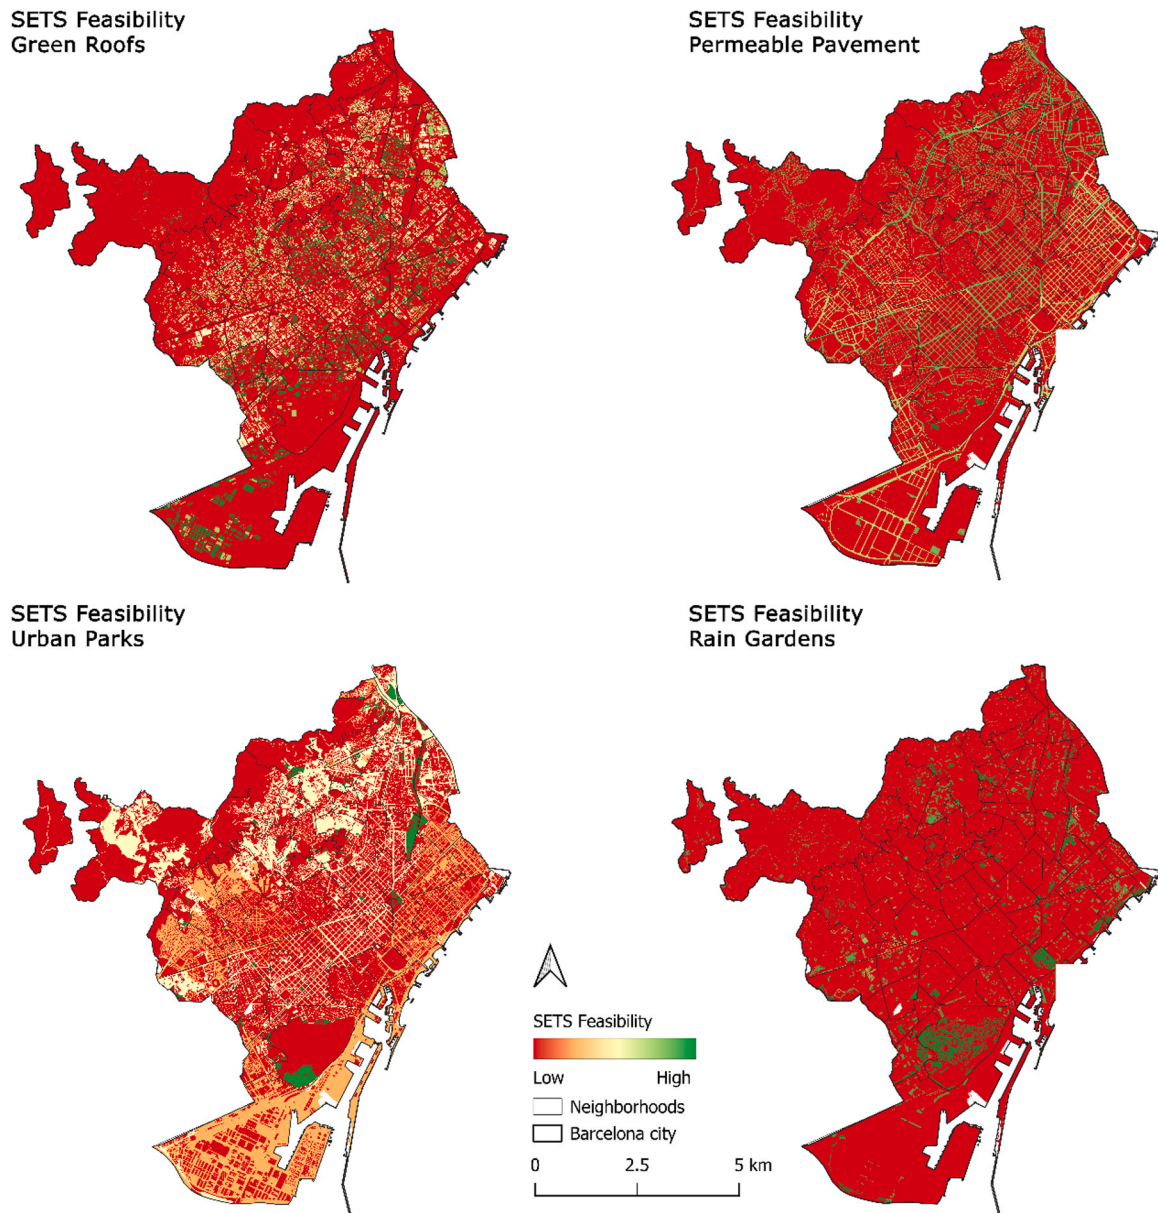 SETS Feasibility
Green Roofs
SETS Feasibility
Permeable Pavement
SETS Feasibility
Urban Parks
SETS Feasibility
Rain Gardens
SETS Feasibility
Low High
Neighborhoods
Barcelona city
0 2.5 5 km